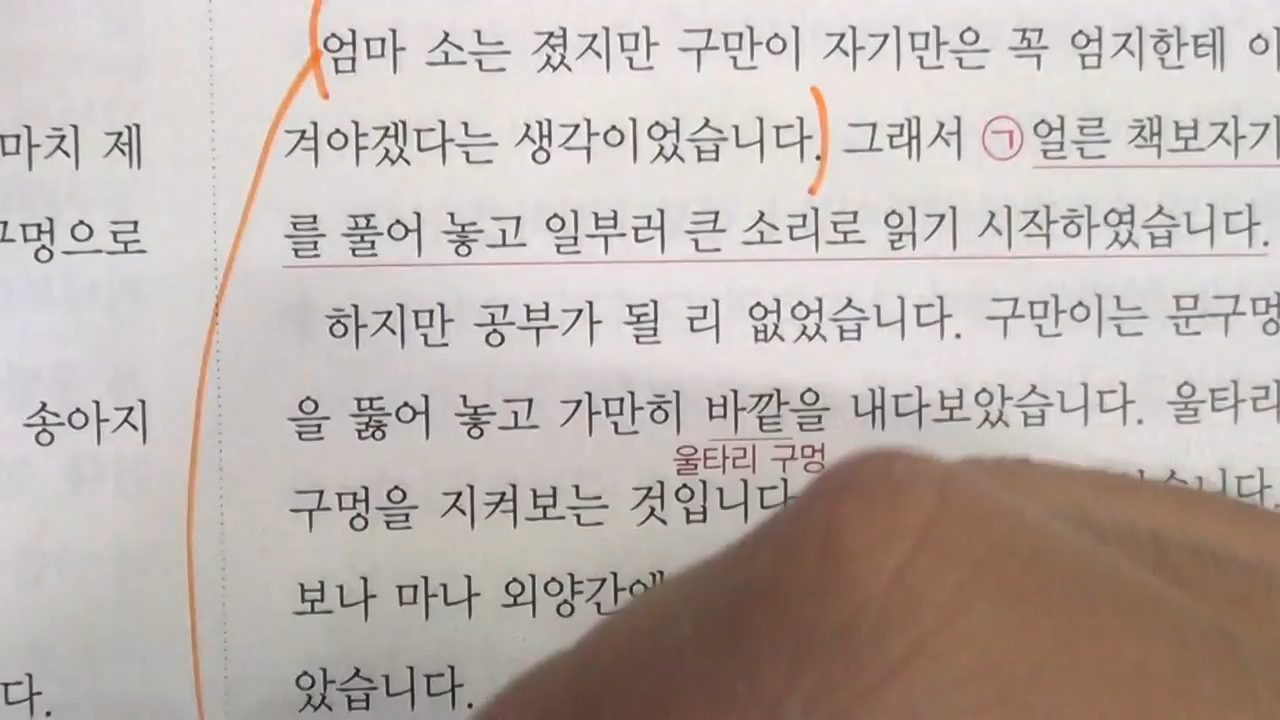 마치 제
구멍으로
송아지
다.
엄마 소는 졌지만 구만이 자기만은 꼭 엄지한테 이
겨야겠다는 생각이었습니다. 그래서 ㉠얼른 책보자기
를 풀어 놓고 일부러 큰 소리로 읽기 시작하였습니다.
하지만 공부가 될 리 없었습니다. 구만이는 문구멍
을 뚫어 놓고 가만히 바깥을 내다보았습니다. 울타리
울타리 구멍
구멍을 지켜보는 것입니다
보나 마나 외양간에
았습니다.